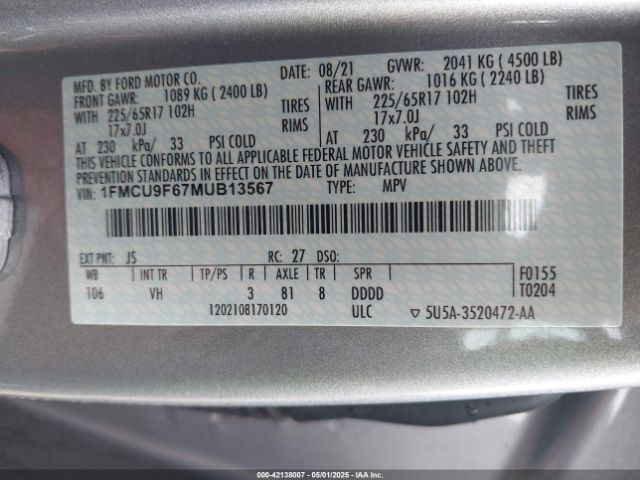 MFD. BY FORD MOTOR CO.
DATE: 08/21 GVWR: 2041 KG ( 4500 LB)
FRONT GAWR: 1089 KG ( 2400 LB)
REAR GAWR: 1016 KG ( 2240 LB)
WITH 225/65R17 102H TIRES
WITH 225/65R17 102H TIRES
17x7.0J RIMS
17x7.0J RIMS
AT 230 kPa/ 33 PSI COLD
AT 230 kPa/ 33 PSI COLD
THIS VEHICLE CONFORMS TO ALL APPLICABLE FEDERAL MOTOR VEHICLE SAFETY AND THEFT
PREVENTION STANDARDS IN EFFECT ON THE DATE OF MANUFACTURE SHOWN ABOVE.
VIN: 1FMCU9F67MUB13567 TYPE: MPV
EXT PNT: JS RC: 27 DSO:
WB INT TR TP/PS R AXLE TR SPR F0155
106 VH 3 81 8 DDDD T0204
1202108170120 ULC ▽ 5U5A-3520472-AA
000-42138007 - 05/01/2025 - IAAI.COM